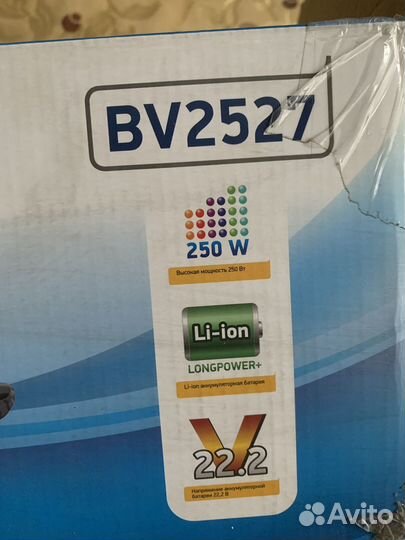 BV2527
250 W
Высокая мощность 250 Вт
Li-ion
LONGPOWER+
Li-ion аккумуляторная батарея
V
22.2
Напряжение аккумуляторной
батареи 22,2 В
Avito